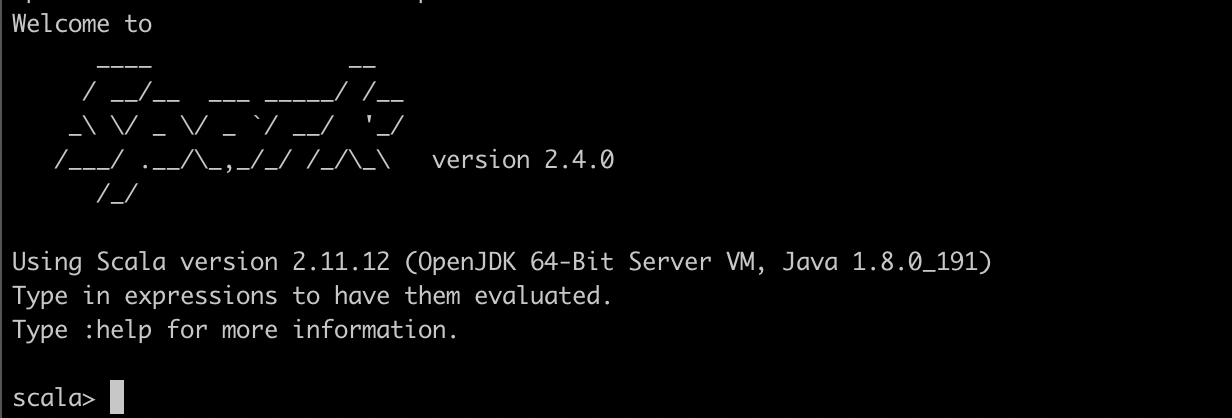 Welcome to
      ____              __
     / __/__  ___ _____/ /__
    _\ \/ _ \/ _ `/ __/  '_/
   /___/ .__/\_,_/_/ /_/\_\   version 2.4.0
      /_/

Using Scala version 2.11.12 (OpenJDK 64-Bit Server VM, Java 1.8.0_191)
Type in expressions to have them evaluated.
Type :help for more information.

scala>